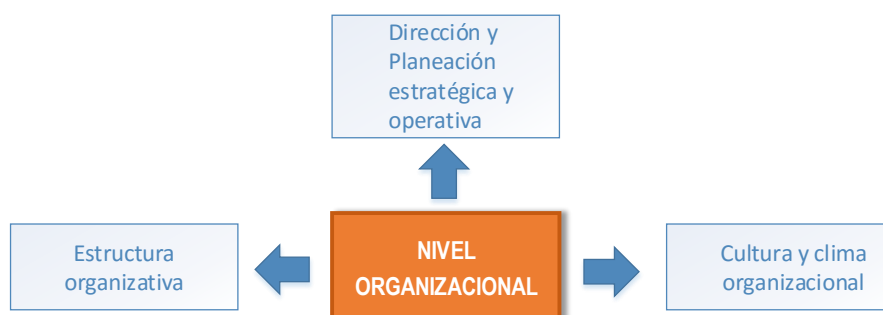 Dirección y
Planeación
estratégica y
operativa
Estructura
organizativa
NIVEL
ORGANIZACIONAL
Cultura y clima
organizacional